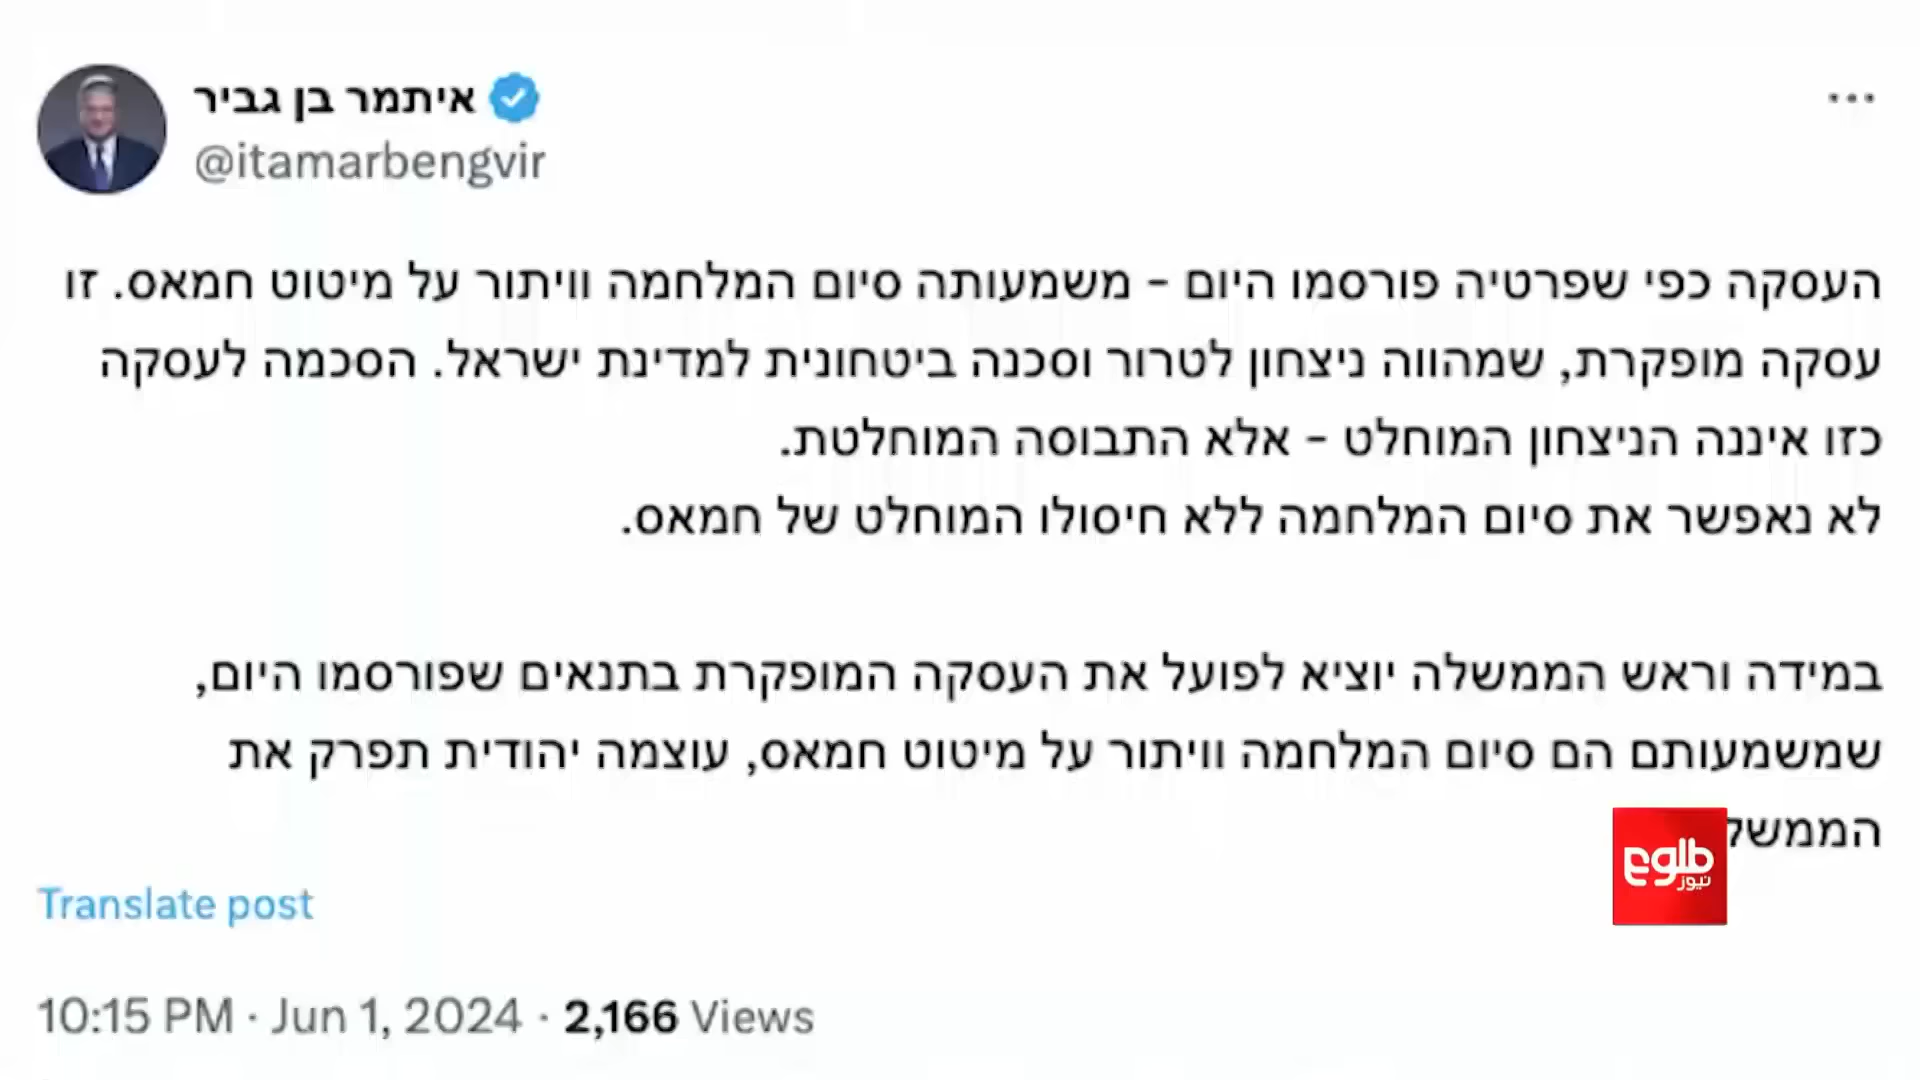 איתמר בן גביר
@itamarbengvir
העסקה כפי שפרטיה פורסמו היום - משמעותה סיום המלחמה וויתור על מיטוט חמאס. זו
עסקה מופקרת, שמהווה ניצחון לטרור וסכנה ביטחונית למדינת ישראל. הסכמה לעסקה
כזו איננה הניצחון המוחלט - אלא התבוסה המוחלטת.
לא נאפשר את סיום המלחמה ללא חיסולו המוחלט של חמאס.
במידה וראש הממשלה יוציא לפועל את העסקה המופקרת בתנאים שפורסמו היום,
שמשמעותם הם סיום המלחמה וויתור על מיטוט חמאס, עוצמה יהודית תפרק את
טلوع
نیوز
Translate post
10:15 PM · Jun 1, 2024 · 2,166 Views